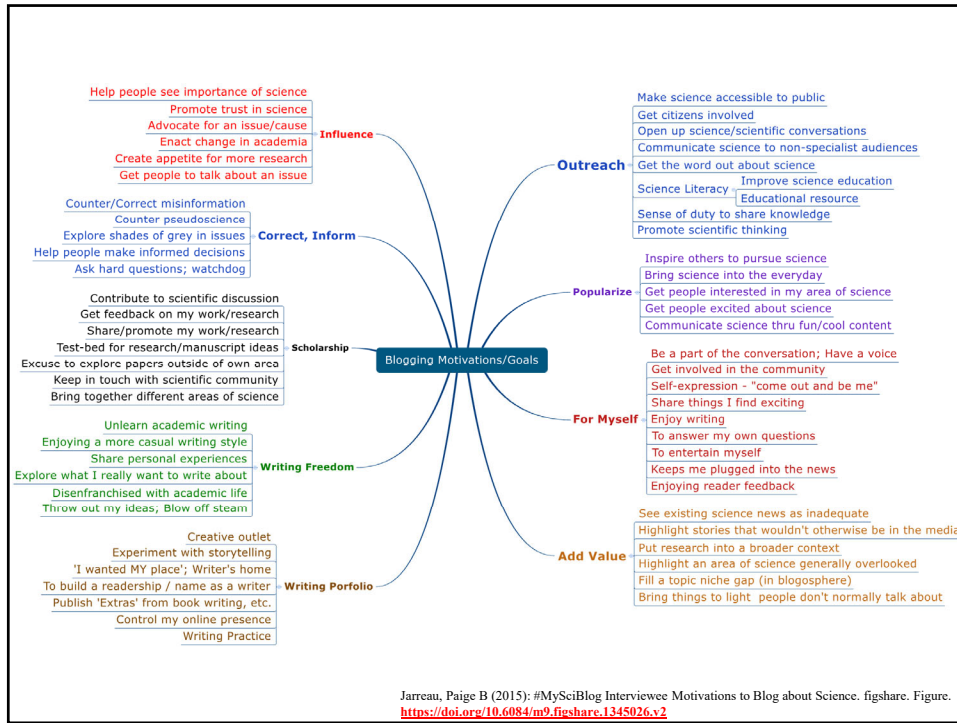 Blogging Motivations/Goals
Influence
Help people see importance of science
Promote trust in science
Advocate for an issue/cause
Enact change in academia
Create appetite for more research
Get people to talk about an issue
Correct, Inform
Counter/Correct misinformation
Counter pseudoscience
Explore shades of grey in issues
Help people make informed decisions
Ask hard questions; watchdog
Scholarship
Contribute to scientific discussion
Get feedback on my work/research
Share/promote my work/research
Test-bed for research/manuscript ideas
Excuse to explore papers outside of own area
Keep in touch with scientific community
Bring together different areas of science
Writing Freedom
Unlearn academic writing
Enjoying a more casual writing style
Share personal experiences
Explore what I really want to write about
Disenfranchised with academic life
Throw out my ideas; Blow off steam
Writing Porfolio
Creative outlet
Experiment with storytelling
'I wanted MY place'; Writer's home
To build a readership / name as a writer
Publish 'Extras' from book writing, etc.
Control my online presence
Writing Practice
Outreach
Make science accessible to public
Get citizens involved
Open up science/scientific conversations
Communicate science to non-specialist audiences
Get the word out about science
Science Literacy
Improve science education
Educational resource
Sense of duty to share knowledge
Promote scientific thinking
Popularize
Inspire others to pursue science
Bring science into the everyday
Get people interested in my area of science
Get people excited about science
Communicate science thru fun/cool content
For Myself
Be a part of the conversation; Have a voice
Get involved in the community
Self-expression - "come out and be me"
Share things I find exciting
Enjoy writing
To answer my own questions
To entertain myself
Keeps me plugged into the news
Enjoying reader feedback
Add Value
See existing science news as inadequate
Highlight stories that wouldn't otherwise be in the media
Put research into a broader context
Highlight an area of science generally overlooked
Fill a topic niche gap (in blogosphere)
Bring things to light people don't normally talk about
Jarreau, Paige B (2015): #MySciBlog Interviewee Motivations to Blog about Science. figshare. Figure.
https://doi.org/10.6084/m9.figshare.1345026.v2